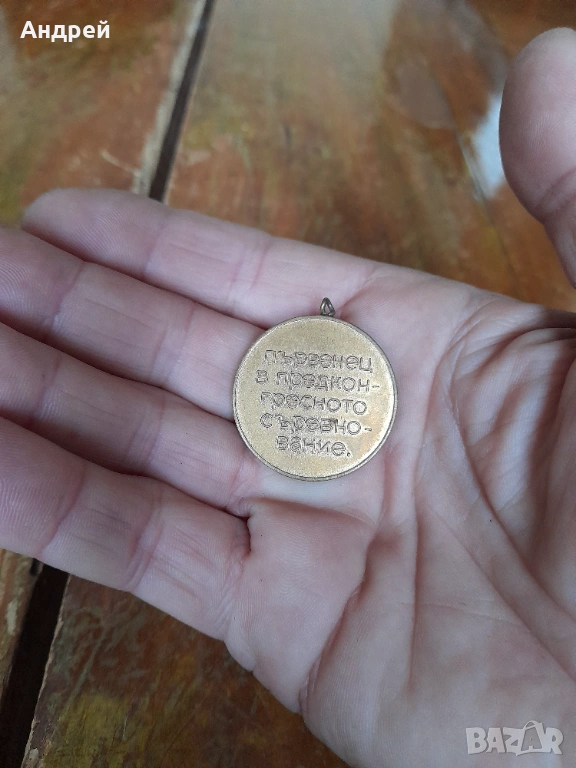 Андрей
първенец
в предкон-
гресното
съревно-
вание.
BAZAR